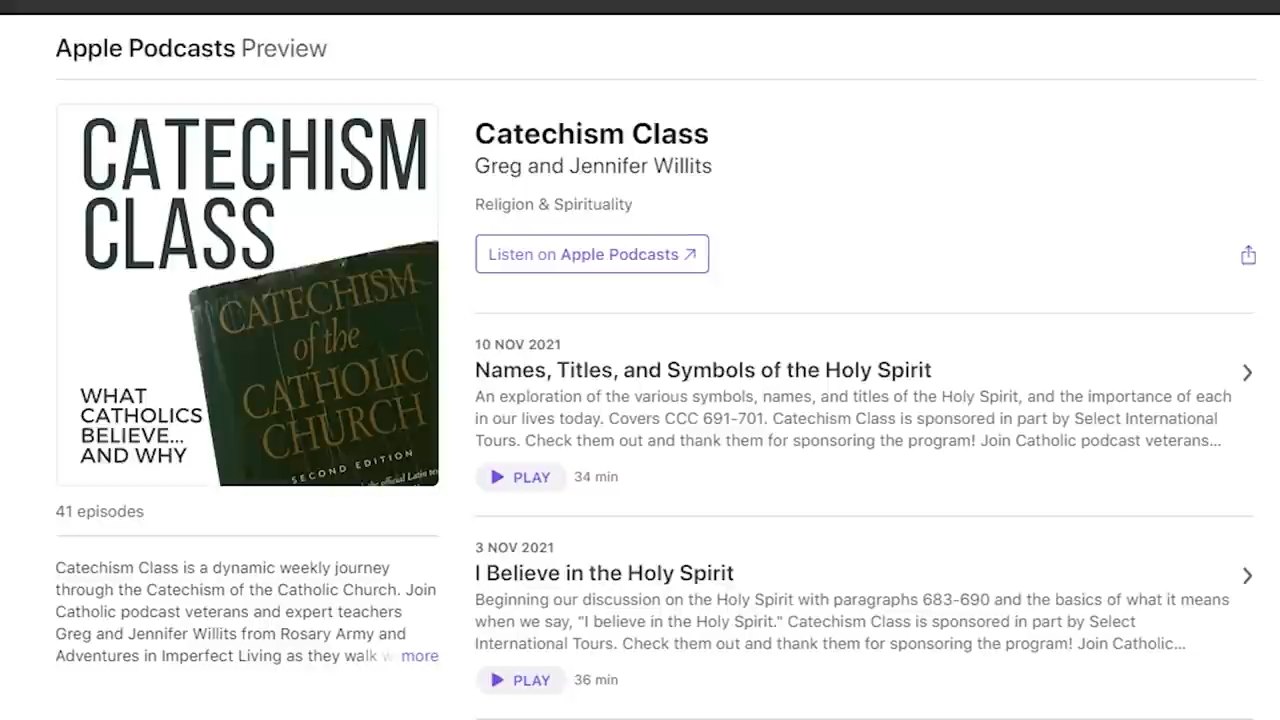 Apple Podcasts Preview
CATECHISM
CLASS
CATECHISM
of the
CATHOLIC
CHURCH
SECOND EDITION
the official Latin
WHAT
CATHOLICS
BELIEVE...
AND WHY
41 episodes
Catechism Class is a dynamic weekly journey
through the Catechism of the Catholic Church. Join
Catholic podcast veterans and expert teachers
Greg and Jennifer Willits from Rosary Army and
Adventures in Imperfect Living as they walk more
Catechism Class
Greg and Jennifer Willits
Religion & Spirituality
Listen on Apple Podcasts ↗
10 NOV 2021
Names, Titles, and Symbols of the Holy Spirit
An exploration of the various symbols, names, and titles of the Holy Spirit, and the importance of each
in our lives today. Covers CCC 691-701. Catechism Class is sponsored in part by Select International
Tours. Check them out and thank them for sponsoring the program! Join Catholic podcast veterans...
PLAY 34 min
3 NOV 2021
I Believe in the Holy Spirit
Beginning our discussion on the Holy Spirit with paragraphs 683-690 and the basics of what it means
when we say, "I believe in the Holy Spirit." Catechism Class is sponsored in part by Select
International Tours. Check them out and thank them for sponsoring the program! Join Catholic...
PLAY 36 min